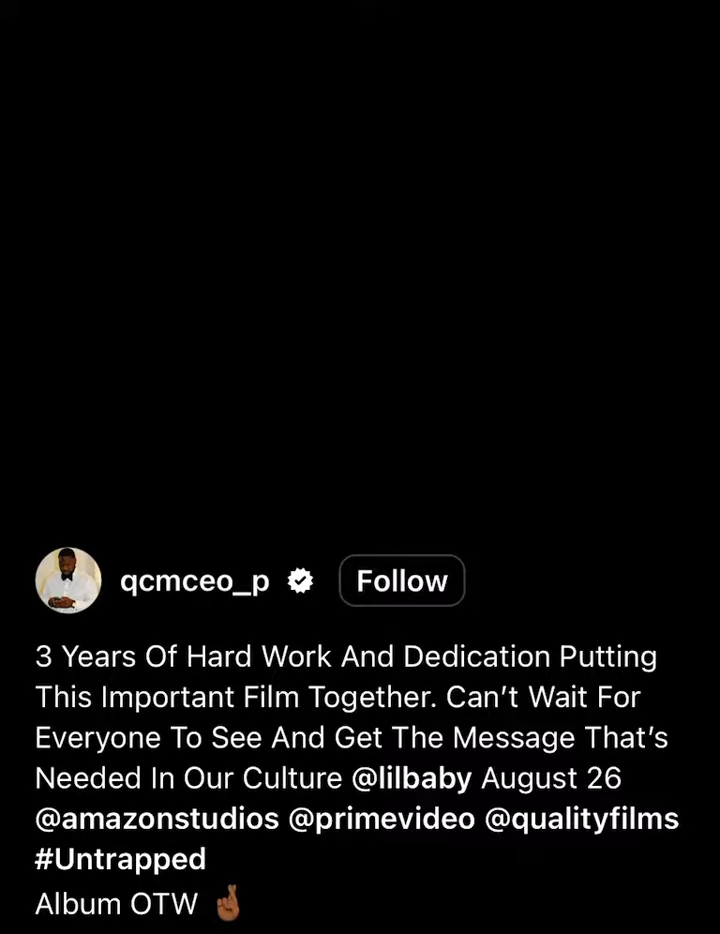 qcmceo_p Follow
3 Years Of Hard Work And Dedication Putting
This Important Film Together. Can’t Wait For
Everyone To See And Get The Message That’s
Needed In Our Culture @lilbaby August 26
@amazonstudios @primevideo @qualityfilms
#Untrapped
Album OTW 🤞🏾